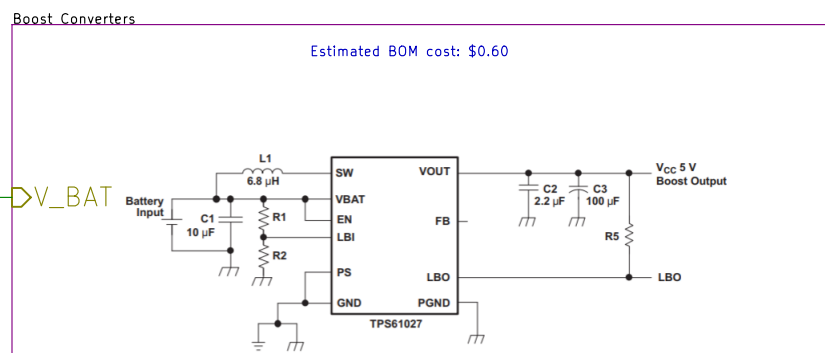 Boost Converters
Estimated BOM cost: $0.60
V_BAT
L1
6.8 µH
SW
VOUT
V_CC 5 V
Boost Output
Battery
Input
VBAT
C1
10 µF
R1
EN
FB
C2
2.2 µF
C3
100 µF
LBI
R2
R5
PS
LBO
LBO
GND
PGND
TPS61027